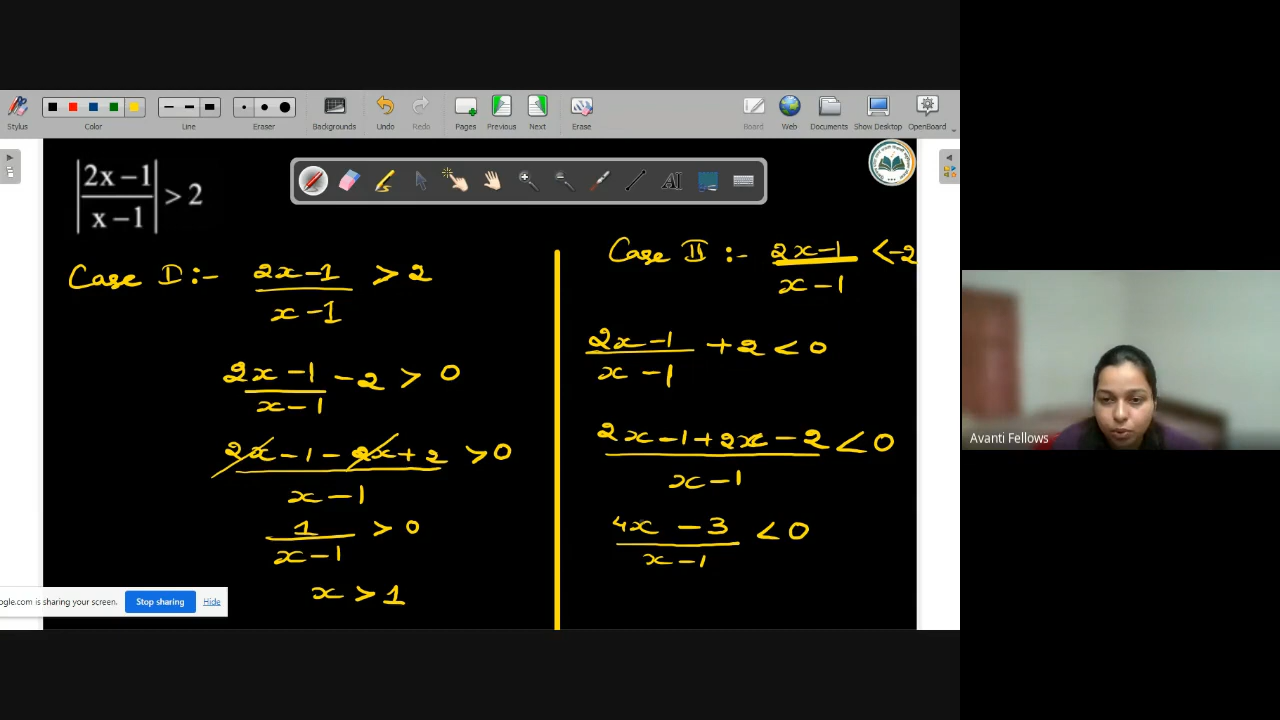 Stylus
Color
Line
Eraser
Backgrounds
Undo
Redo
Pages
Previous
Next
Erase
Board
Web
Documents
Show Desktop
OpenBoard
|2x − 1 / x − 1| > 2
Case I :- 2x-1 / x-1 > 2
2x-1 / x-1 - 2 > 0
2x-1-2x+2 / x-1 > 0
1 / x-1 > 0
x > 1
Case II :- 2x-1 / x-1 <-2
2x-1 / x-1 +2 < 0
2x-1+2x-2 / x-1 < 0
4x-3 / x-1 < 0
ogle.com is sharing your screen.
Stop sharing
Hide
Avanti Fellows